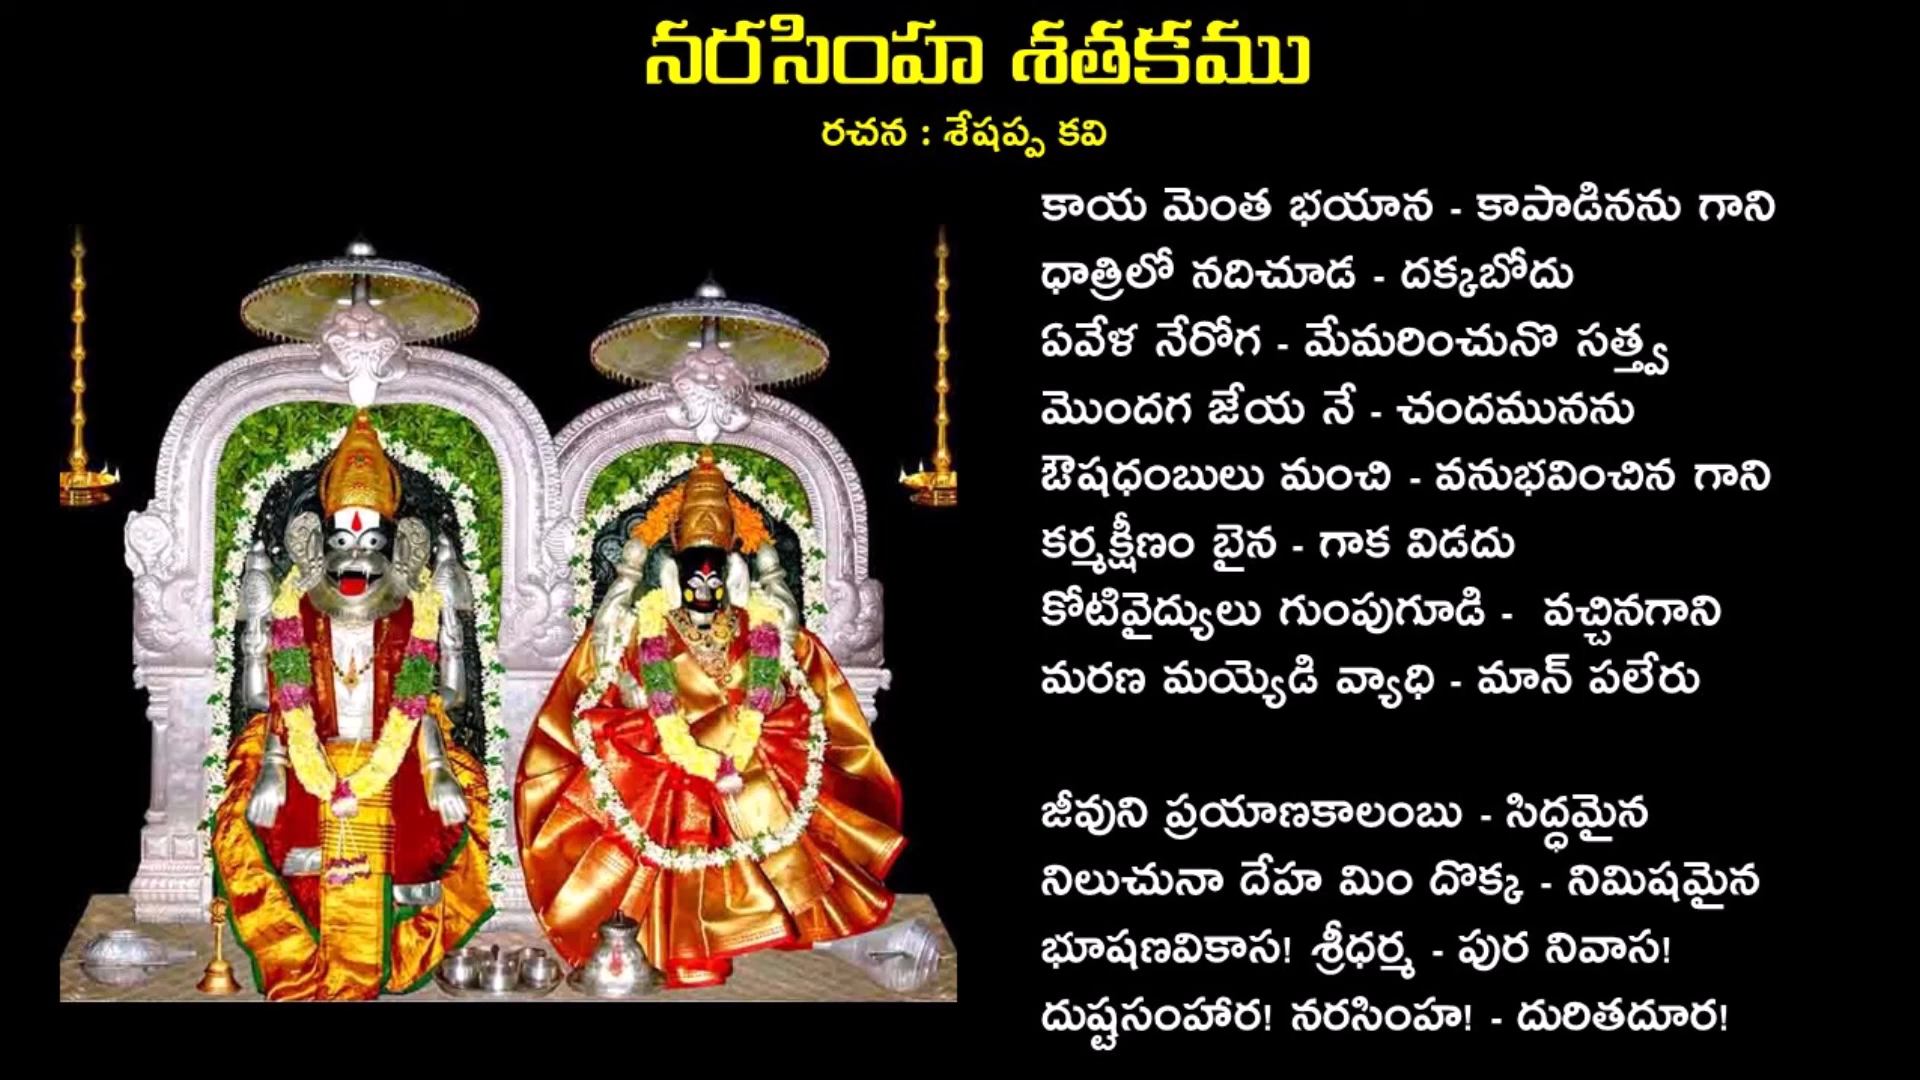 నరసింహ శతకము
రచన : శేషప్ప కవి
కాయ మెంత భయాన - కాపాడినను గాని
ధాత్రిలో నదిచూడ - దక్కబోదు
ఏవేళ నేరోగ - మేమరించునొ సత్త్వ
మొందగ జేయ నే - చందమునను
ఔషధంబులు మంచి - వనుభవించిన గాని
కర్మక్షీణం బైన - గాక విడదు
కోటివైద్యులు గుంపుగూడి - వచ్చినగాని
మరణ మయ్యెడి వ్యాధి - మాన్ పలేరు
జీవుని ప్రయాణకాలంబు - సిద్ధమైన
నిలుచునా దేహ మిం దొక్క - నిమిషమైన
భూషణవికాస! శ్రీధర్మ - పుర నివాస!
దుష్టసంహార! నరసింహ! - దురితదూర!